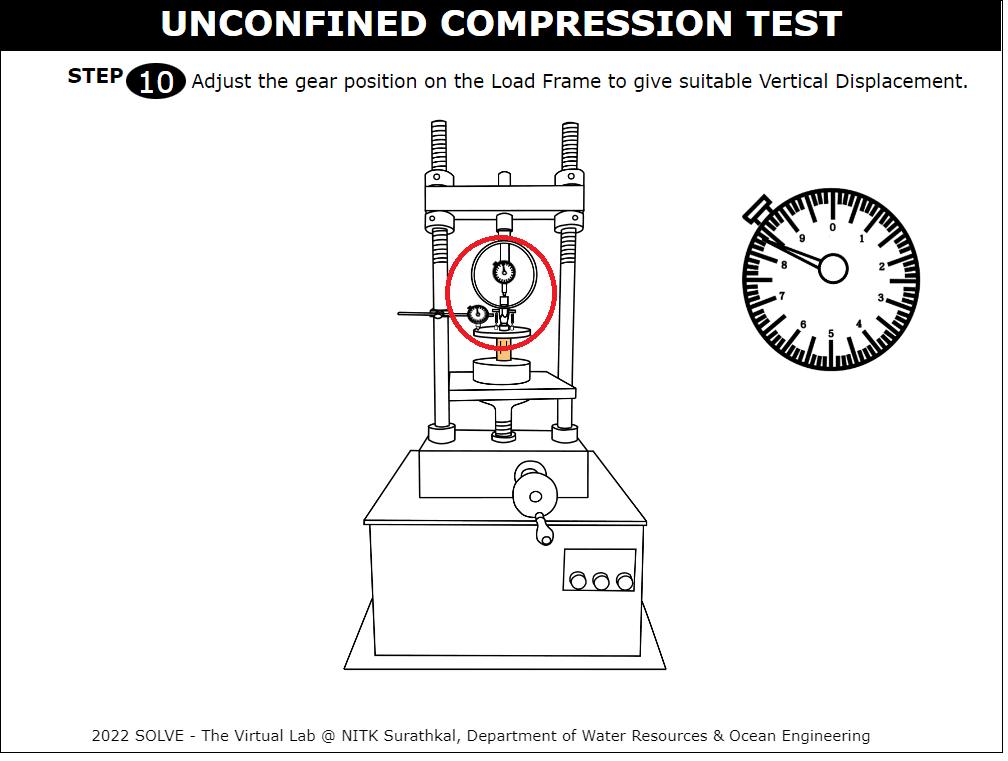 UNCONFINED COMPRESSION TEST
STEP 10 Adjust the gear position on the Load Frame to give suitable Vertical Displacement.
0
9 1
8 2
7 3
6 4
5
2022 SOLVE - The Virtual Lab @ NITK Surathkal, Department of Water Resources & Ocean Engineering